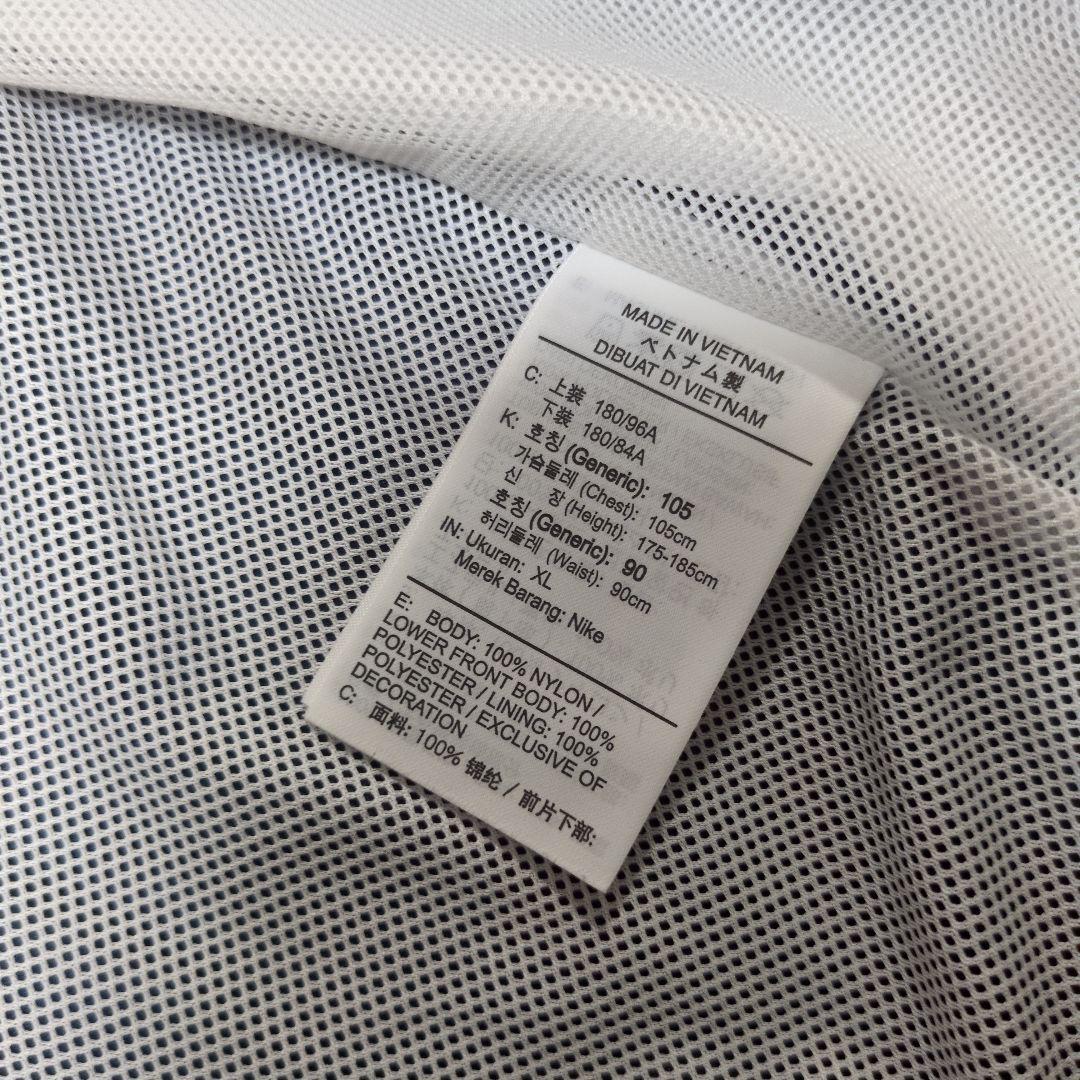 MADE IN VIETNAM
ベトナム製
DIBUAT DI VIETNAM
C: 上装 180/96A
下装 180/84A
K: 호칭 (Generic): 105
가슴둘레 (Chest): 105cm
신 장 (Height): 175-185cm
호칭 (Generic): 90
허리둘레 (Waist): 90cm
IN: Ukuran: XL
Merek Barang: Nike
E: BODY: 100% NYLON /
LOWER FRONT BODY: 100%
POLYESTER / LINING: 100%
POLYESTER / EXCLUSIVE OF
DECORATION
C: 面料: 100% 锦纶 / 前片下部: